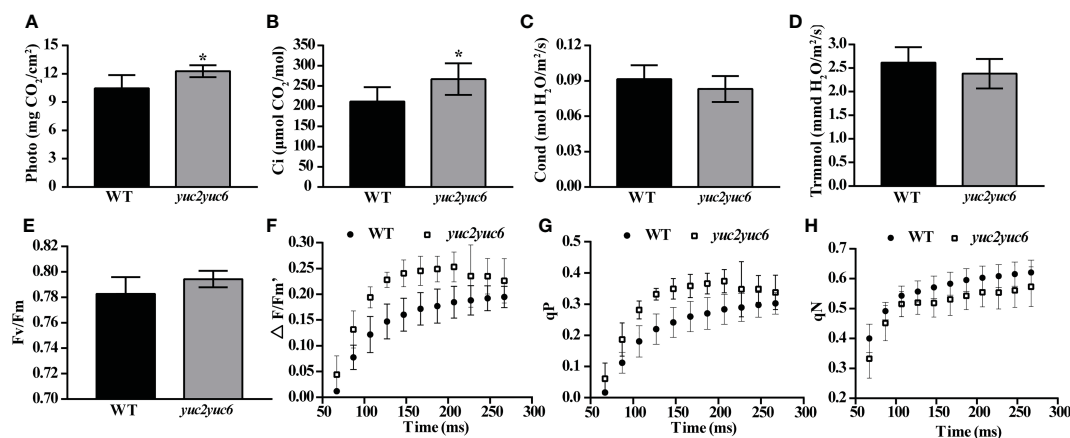 A
Photo (mg CO₂/cm²)
15
12
9
6
3
0
*
WT
yuc2yuc6
B
Ci (μmol CO₂/mol)
400
350
300
250
200
150
100
50
0
*
WT
yuc2yuc6
C
Cond (mol H₂O/m²/s)
0.12
0.09
0.06
0.03
0.00
WT
yuc2yuc6
D
Trmmol (mmd H₂O/m²/s)
3.0
2.5
2.0
1.5
1.0
0.5
0.0
WT
yuc2yuc6
E
Fv/Fm
0.82
0.80
0.78
0.76
0.74
0.72
0.70
WT
yuc2yuc6
F
WT
yuc2yuc6
△ F/Fm'
0.30
0.25
0.20
0.15
0.10
0.05
0.00
50 100 150 200 250 300
Time (ms)
G
WT
yuc2yuc6
qP
0.5
0.4
0.3
0.2
0.1
0.0
50 100 150 200 250 300
Time (ms)
H
WT
yuc2yuc6
qN
0.7
0.6
0.5
0.4
0.3
0.2
0.1
0.0
50 100 150 200 250 300
Time (ms)